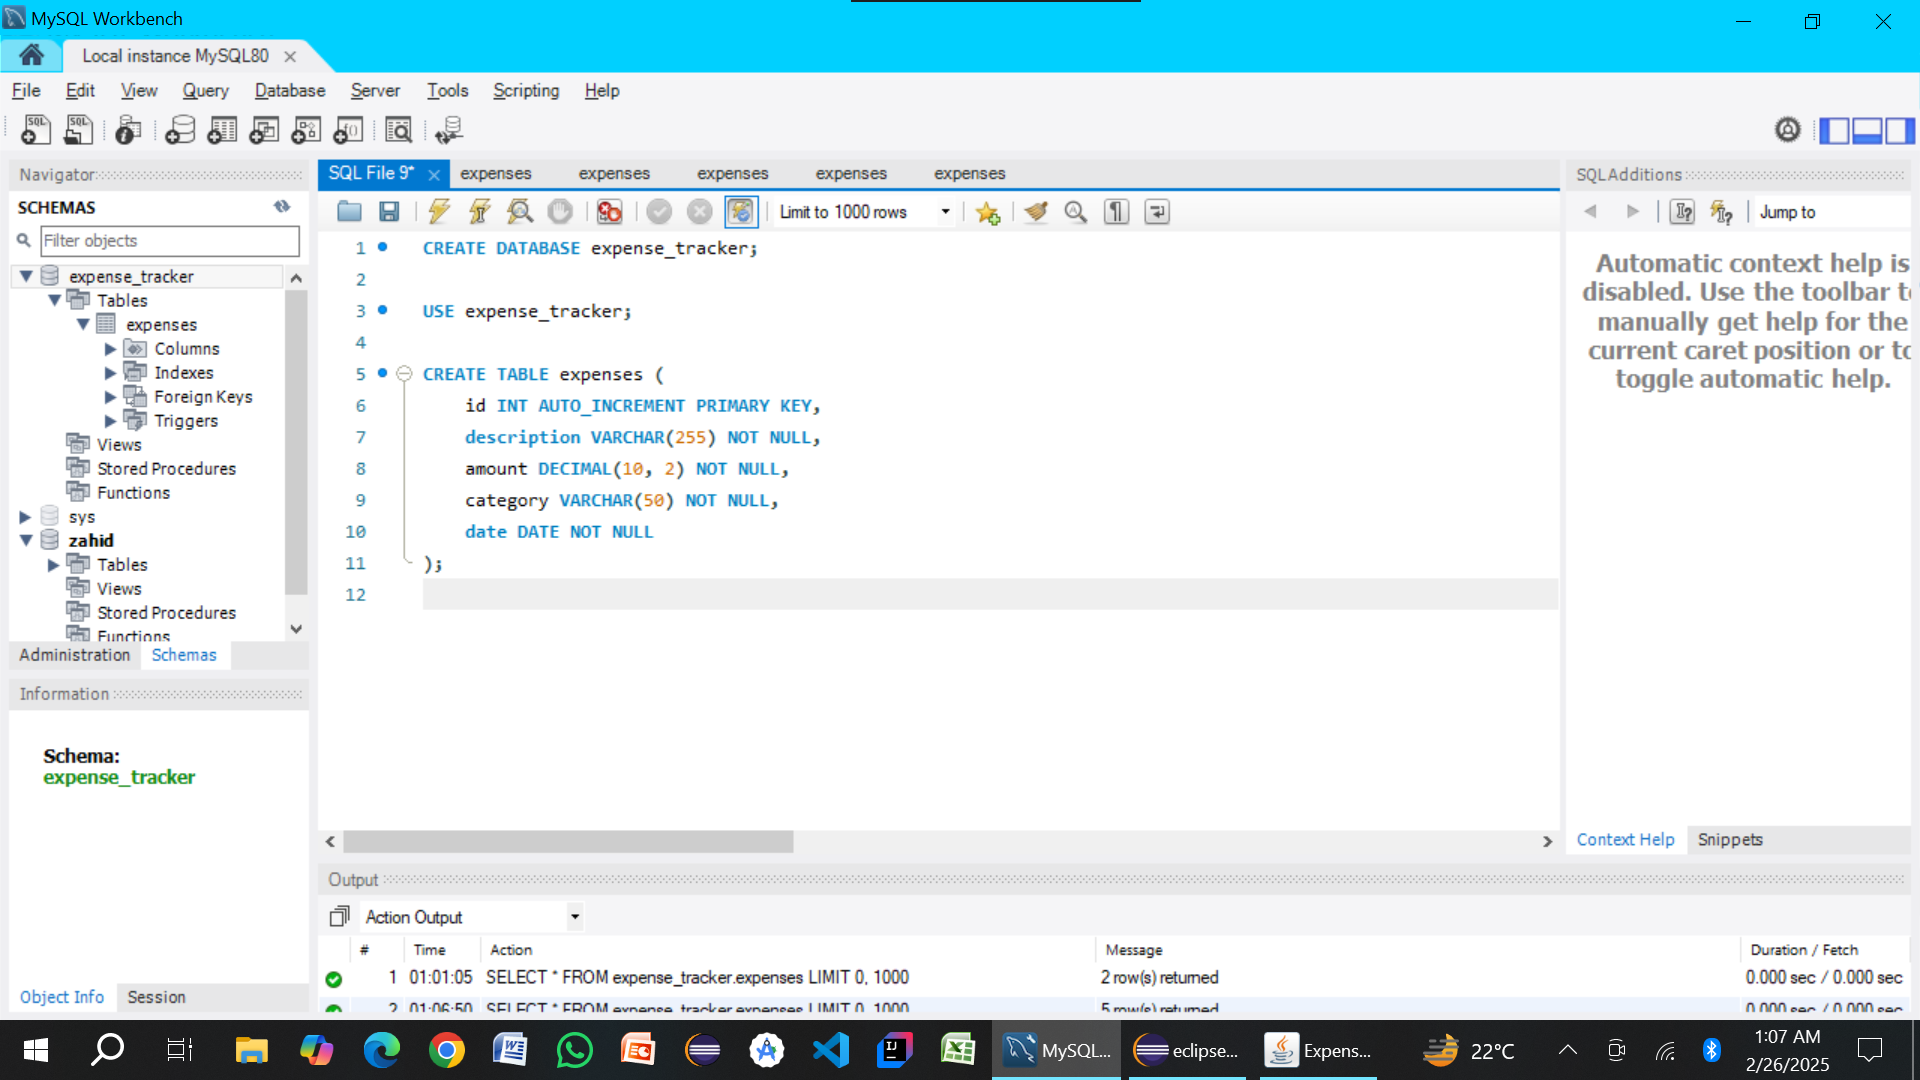 MySQL Workbench
Local instance MySQL80
File Edit View Query Database Server Tools Scripting Help
Navigator
SCHEMAS
Filter objects
expense_tracker
Tables
expenses
Columns
Indexes
Foreign Keys
Triggers
Views
Stored Procedures
Functions
sys
zahid
Tables
Views
Stored Procedures
Functions
Administration Schemas
Information
Schema:
expense_tracker
Object Info Session
SQL File 9* expenses expenses expenses expenses expenses
Limit to 1000 rows
1 CREATE DATABASE expense_tracker;
2
3 USE expense_tracker;
4
5 CREATE TABLE expenses (
6 id INT AUTO_INCREMENT PRIMARY KEY,
7 description VARCHAR(255) NOT NULL,
8 amount DECIMAL(10, 2) NOT NULL,
9 category VARCHAR(50) NOT NULL,
10 date DATE NOT NULL
11 );
12
SQLAdditions
Jump to
Automatic context help is
disabled. Use the toolbar to
manually get help for the
current caret position or to
toggle automatic help.
Context Help Snippets
Output
Action Output
# Time Action Message Duration / Fetch
1 01:01:05 SELECT * FROM expense_tracker.expenses LIMIT 0, 1000 2 row(s) returned 0.000 sec / 0.000 sec
2 01:06:50 SELECT * FROM expense_tracker.expenses LIMIT 0, 1000 5 row(s) returned 0.000 sec / 0.000 sec
MySQL... eclipse... Expens... 22°C 1:07 AM
2/26/2025